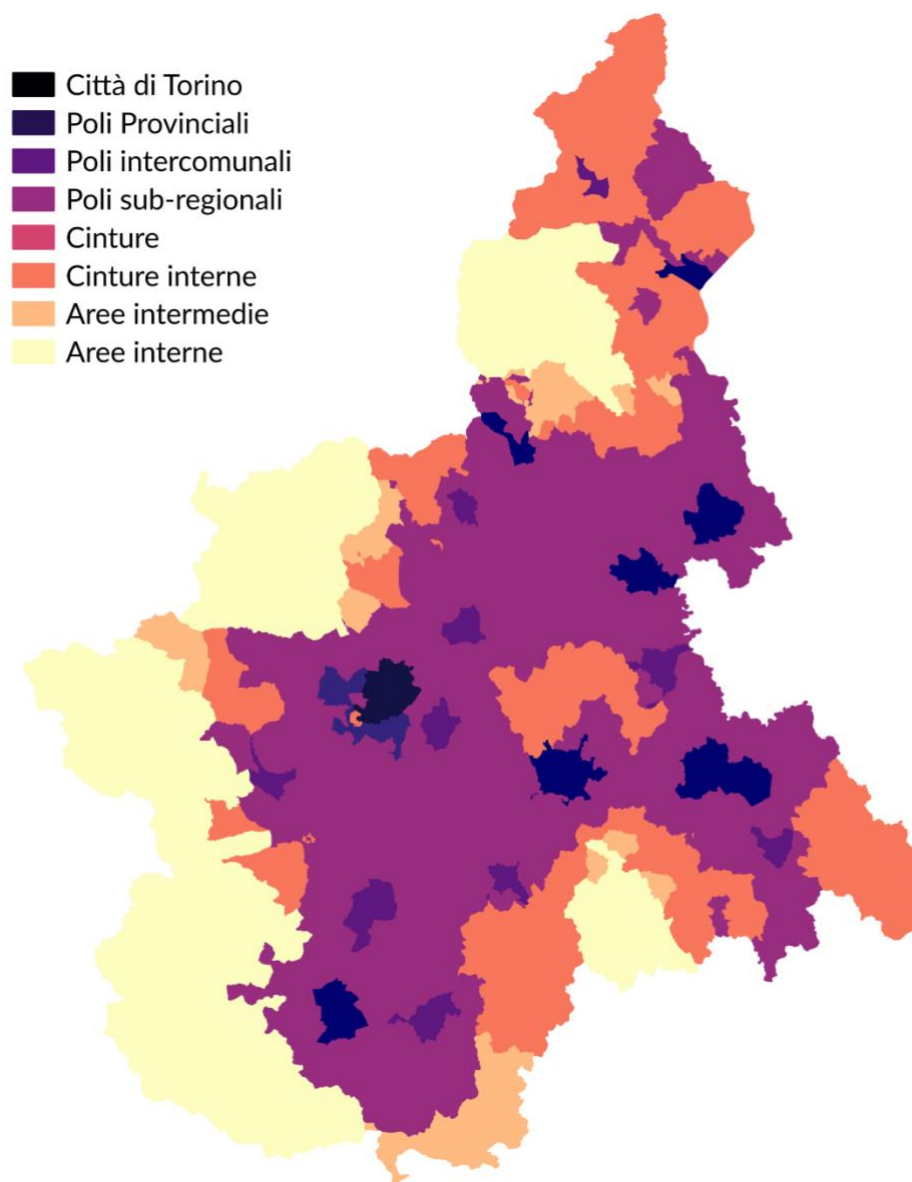 Città di Torino
Poli Provinciali
Poli intercomunali
Poli sub-regionali
Cinture
Cinture interne
Aree intermedie
Aree interne